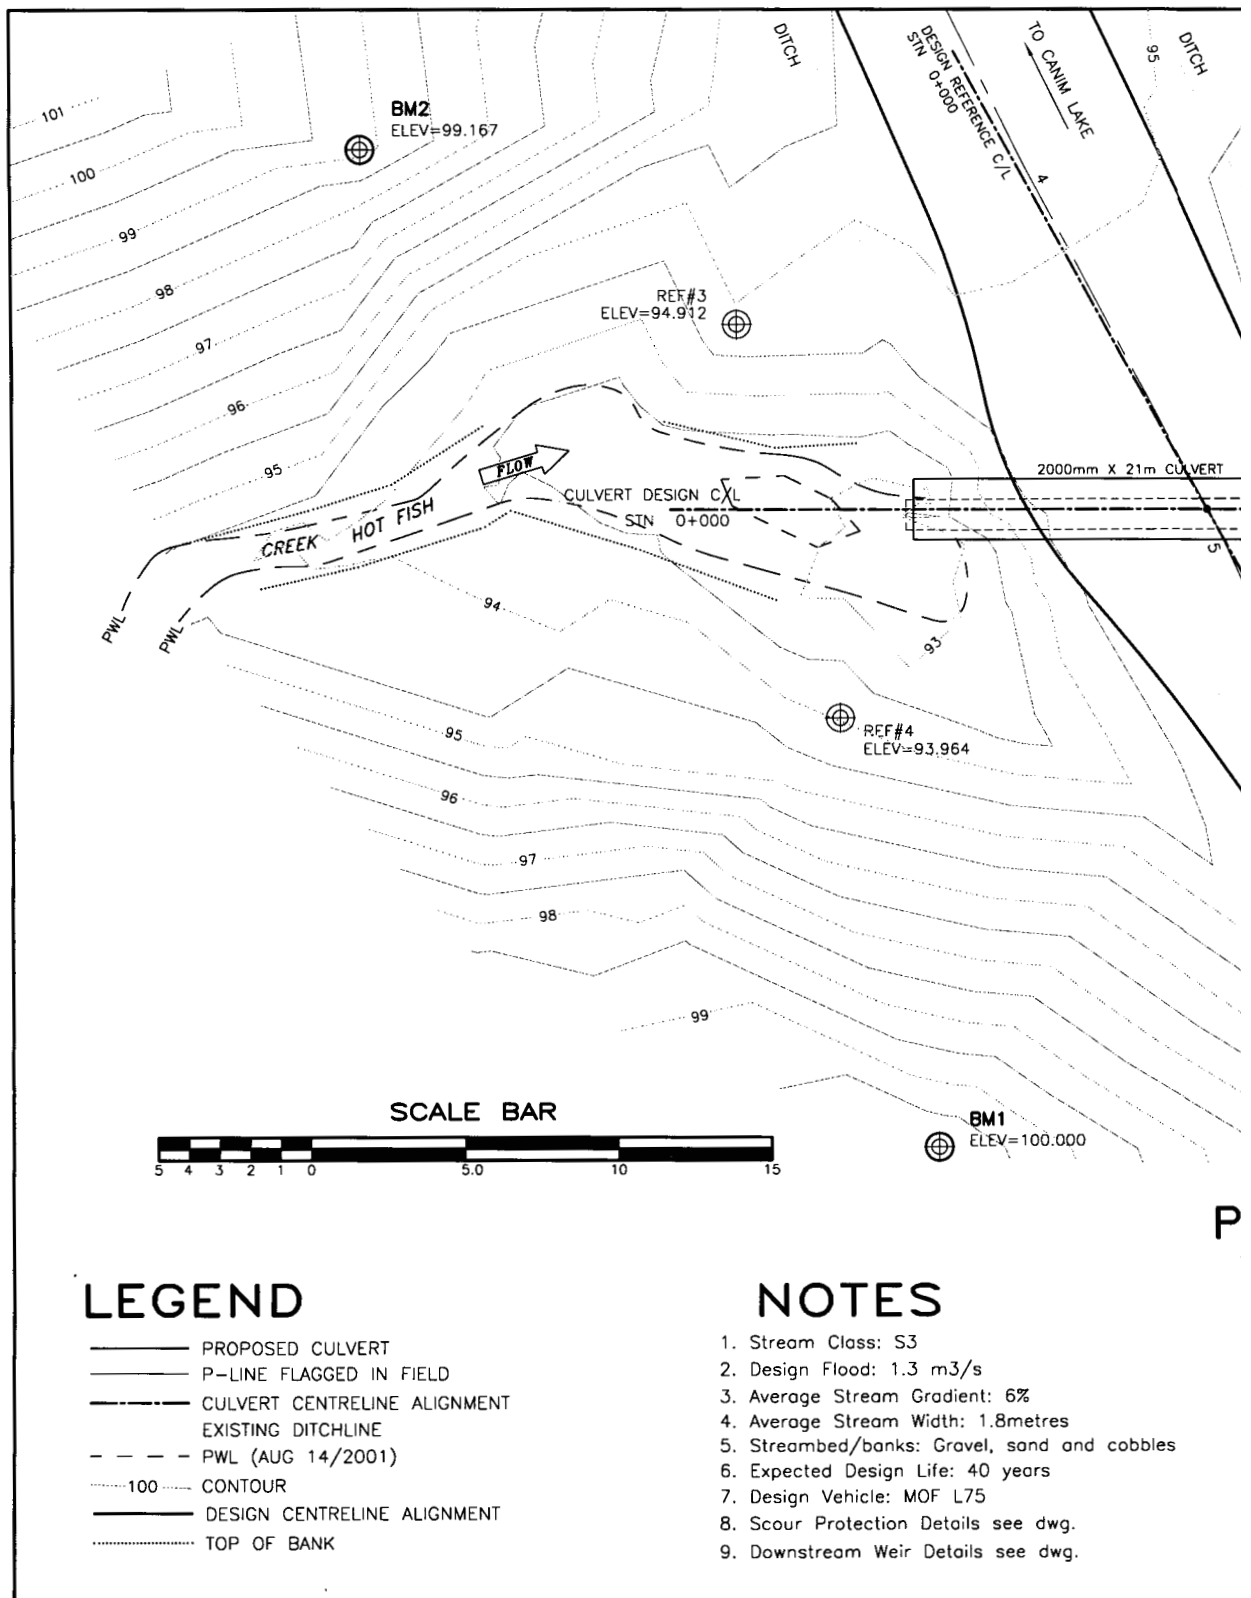 DITCH
DESIGN REFERENCE C/L
STN 0+000
TO CANIM LAKE
95
DITCH
4
101
BM2
ELEV=99.167
100
99
98
97
96
95
REF#3
ELEV=94.912
FLOW
2000mm X 21m CULVERT
CULVERT DESIGN C/L
STN 0+000
CREEK HOT FISH
5
PWL
PWL
94
93
95
REF#4
ELEV=93.964
96
97
98
99
SCALE BAR
5 4 3 2 1 0 5.0 10 15
BM1
ELEV=100.000
P
LEGEND
PROPOSED CULVERT
P-LINE FLAGGED IN FIELD
CULVERT CENTRELINE ALIGNMENT
EXISTING DITCHLINE
PWL (AUG 14/2001)
100 CONTOUR
DESIGN CENTRELINE ALIGNMENT
TOP OF BANK
NOTES
1. Stream Class: S3
2. Design Flood: 1.3 m3/s
3. Average Stream Gradient: 6%
4. Average Stream Width: 1.8metres
5. Streambed/banks: Gravel, sand and cobbles
6. Expected Design Life: 40 years
7. Design Vehicle: MOF L75
8. Scour Protection Details see dwg.
9. Downstream Weir Details see dwg.